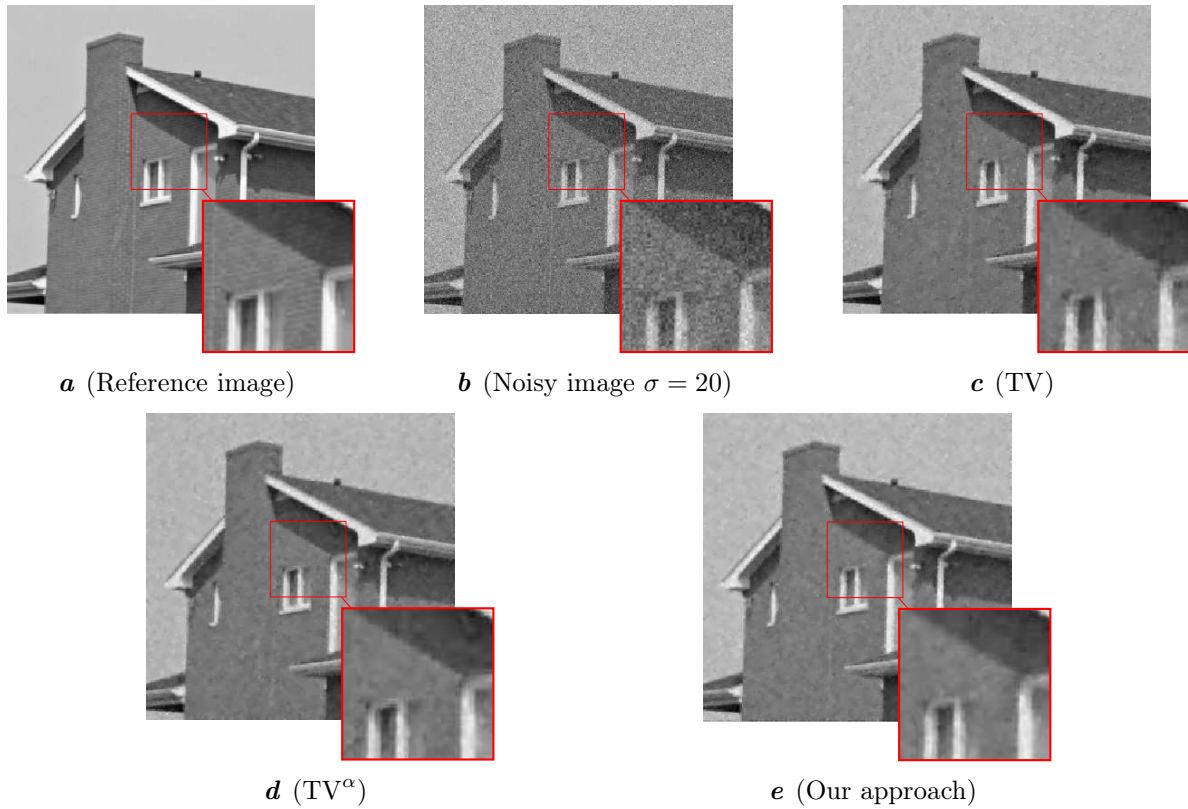 a (Reference image)
b (Noisy image σ = 20)
c (TV)
d (TV^α)
e (Our approach)